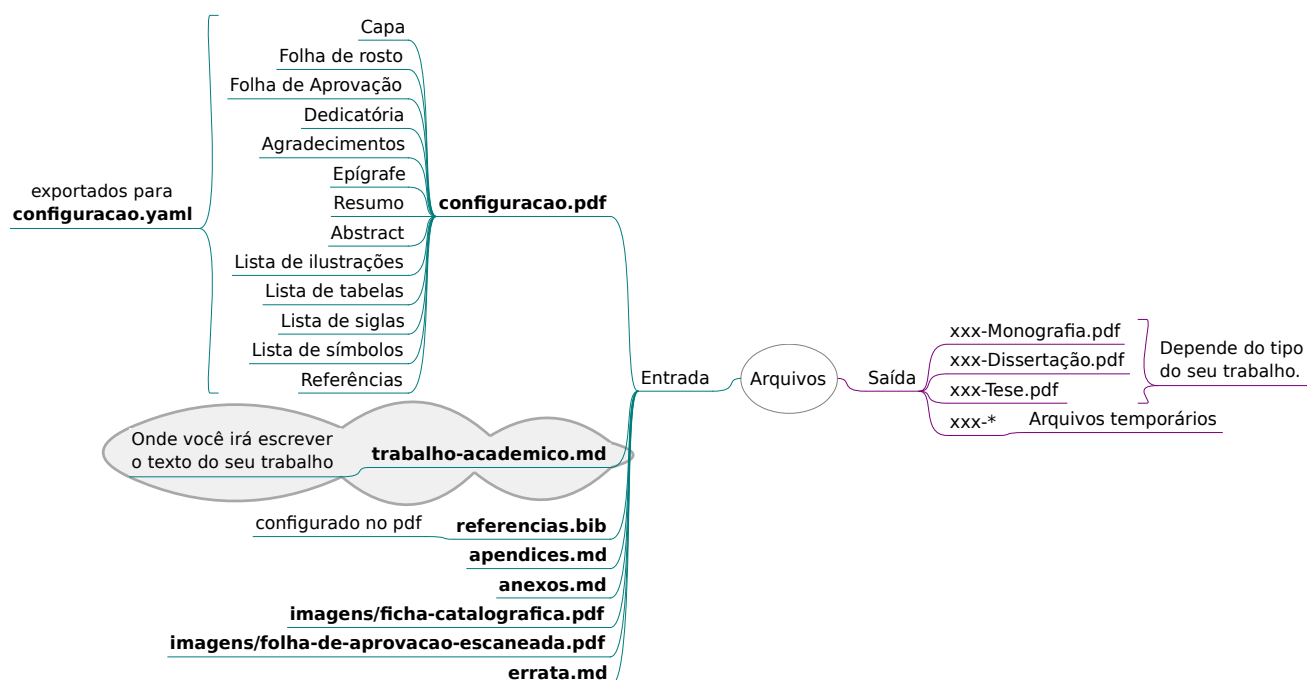 Capa
Folha de rosto
Folha de Aprovação
Dedicatória
Agradecimentos
Epígrafe
Resumo
Abstract
Lista de ilustrações
Lista de tabelas
Lista de siglas
Lista de símbolos
Referências
exportados para
configuracao.yaml
configuracao.pdf
Onde você irá escrever
o texto do seu trabalho
trabalho-academico.md
configurado no pdf
referencias.bib
apendices.md
anexos.md
imagens/ficha-catalografica.pdf
imagens/folha-de-aprovacao-escaneada.pdf
errata.md
Entrada
Arquivos
Saída
xxx-Monografia.pdf
xxx-Dissertação.pdf
xxx-Tese.pdf
Depende do tipo
do seu trabalho.
xxx-*
Arquivos temporários